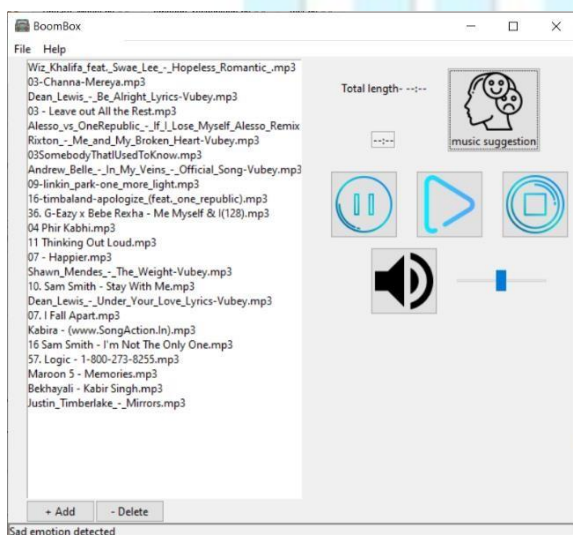 BoomBox
File Help
Wiz_Khalifa_feat._Swae_Lee_-_Hopeless_Romantic_.mp3
03-Channa-Mereya.mp3
Dean_Lewis_-_Be_Alright_Lyrics-Vubey.mp3
03 - Leave out All the Rest.mp3
Alesso_vs_OneRepublic_-_If_I_Lose_Myself_Alesso_Remix
Rixton_-_Me_and_My_Broken_Heart-Vubey.mp3
03SomebodyThatIUsedToKnow.mp3
Andrew_Belle_-_In_My_Veins_-_Official_Song-Vubey.mp3
09-linkin_park-one_more_light.mp3
16-timbaland-apologize_(feat._one_republic).mp3
36. G-Eazy x Bebe Rexha - Me Myself & I(128).mp3
04 Phir Kabhi.mp3
11 Thinking Out Loud.mp3
07 - Happier.mp3
Shawn_Mendes_-_The_Weight-Vubey.mp3
10. Sam Smith - Stay With Me.mp3
Dean_Lewis_-_Under_Your_Love_Lyrics-Vubey.mp3
07. I Fall Apart.mp3
Kabira - (www.SongAction.In).mp3
16 Sam Smith - I'm Not The Only One.mp3
57. Logic - 1-800-273-8255.mp3
Maroon 5 - Memories.mp3
Bekhayali - Kabir Singh.mp3
Justin_Timberlake_-_Mirrors.mp3
+ Add - Delete
Total length- --:--
music suggestion
--:--
Sad emotion detected